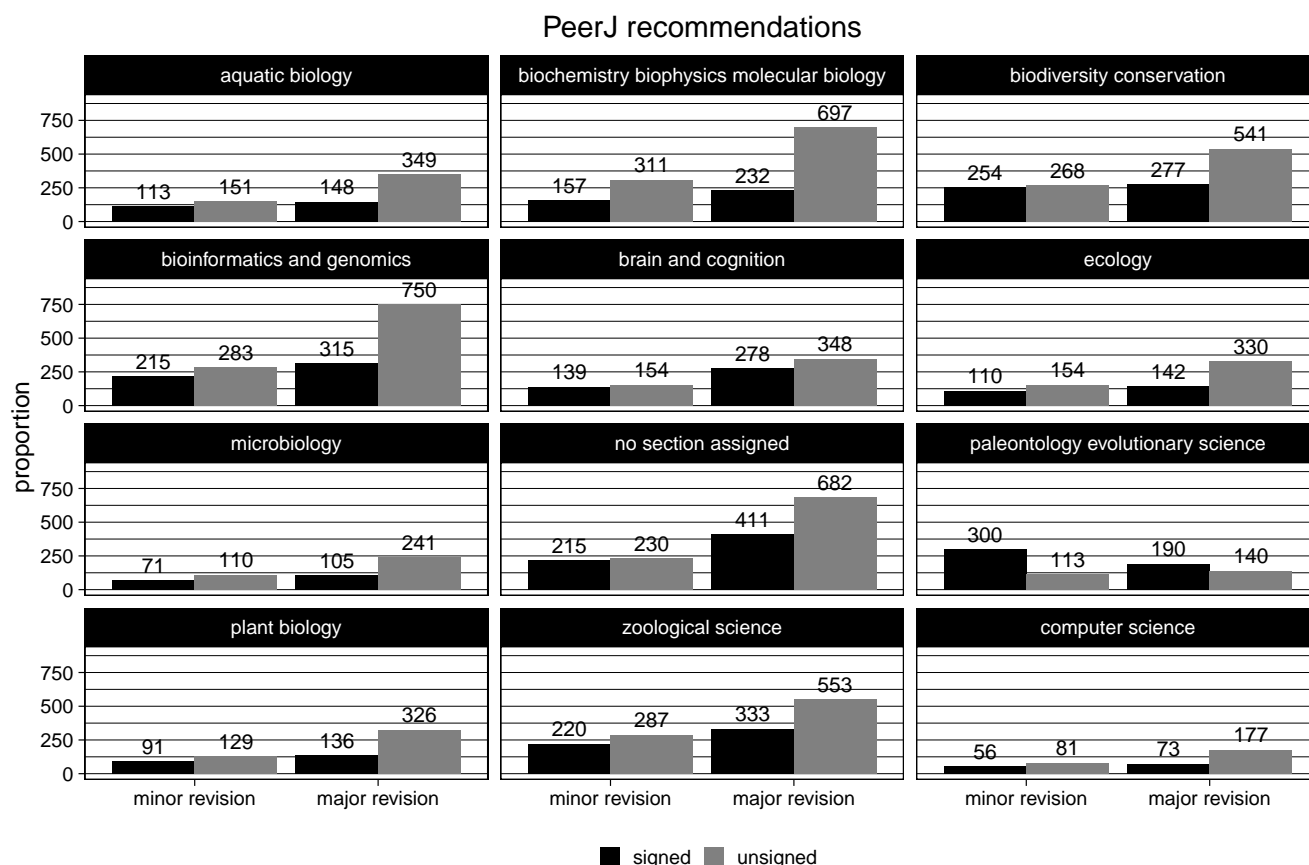 PeerJ recommendations
aquatic biology
biochemistry biophysics molecular biology
biodiversity conservation
750
500
250
0
113
151
148
349
157
311
232
697
254
268
277
541
bioinformatics and genomics
brain and cognition
ecology
750
500
250
0
215
283
315
750
139
154
278
348
110
154
142
330
proportion
microbiology
no section assigned
paleontology evolutionary science
750
500
250
0
71
110
105
241
215
230
411
682
300
113
190
140
plant biology
zoological science
computer science
750
500
250
0
91
129
136
326
220
287
333
553
56
81
73
177
minor revision
major revision
minor revision
major revision
minor revision
major revision
signed
unsigned